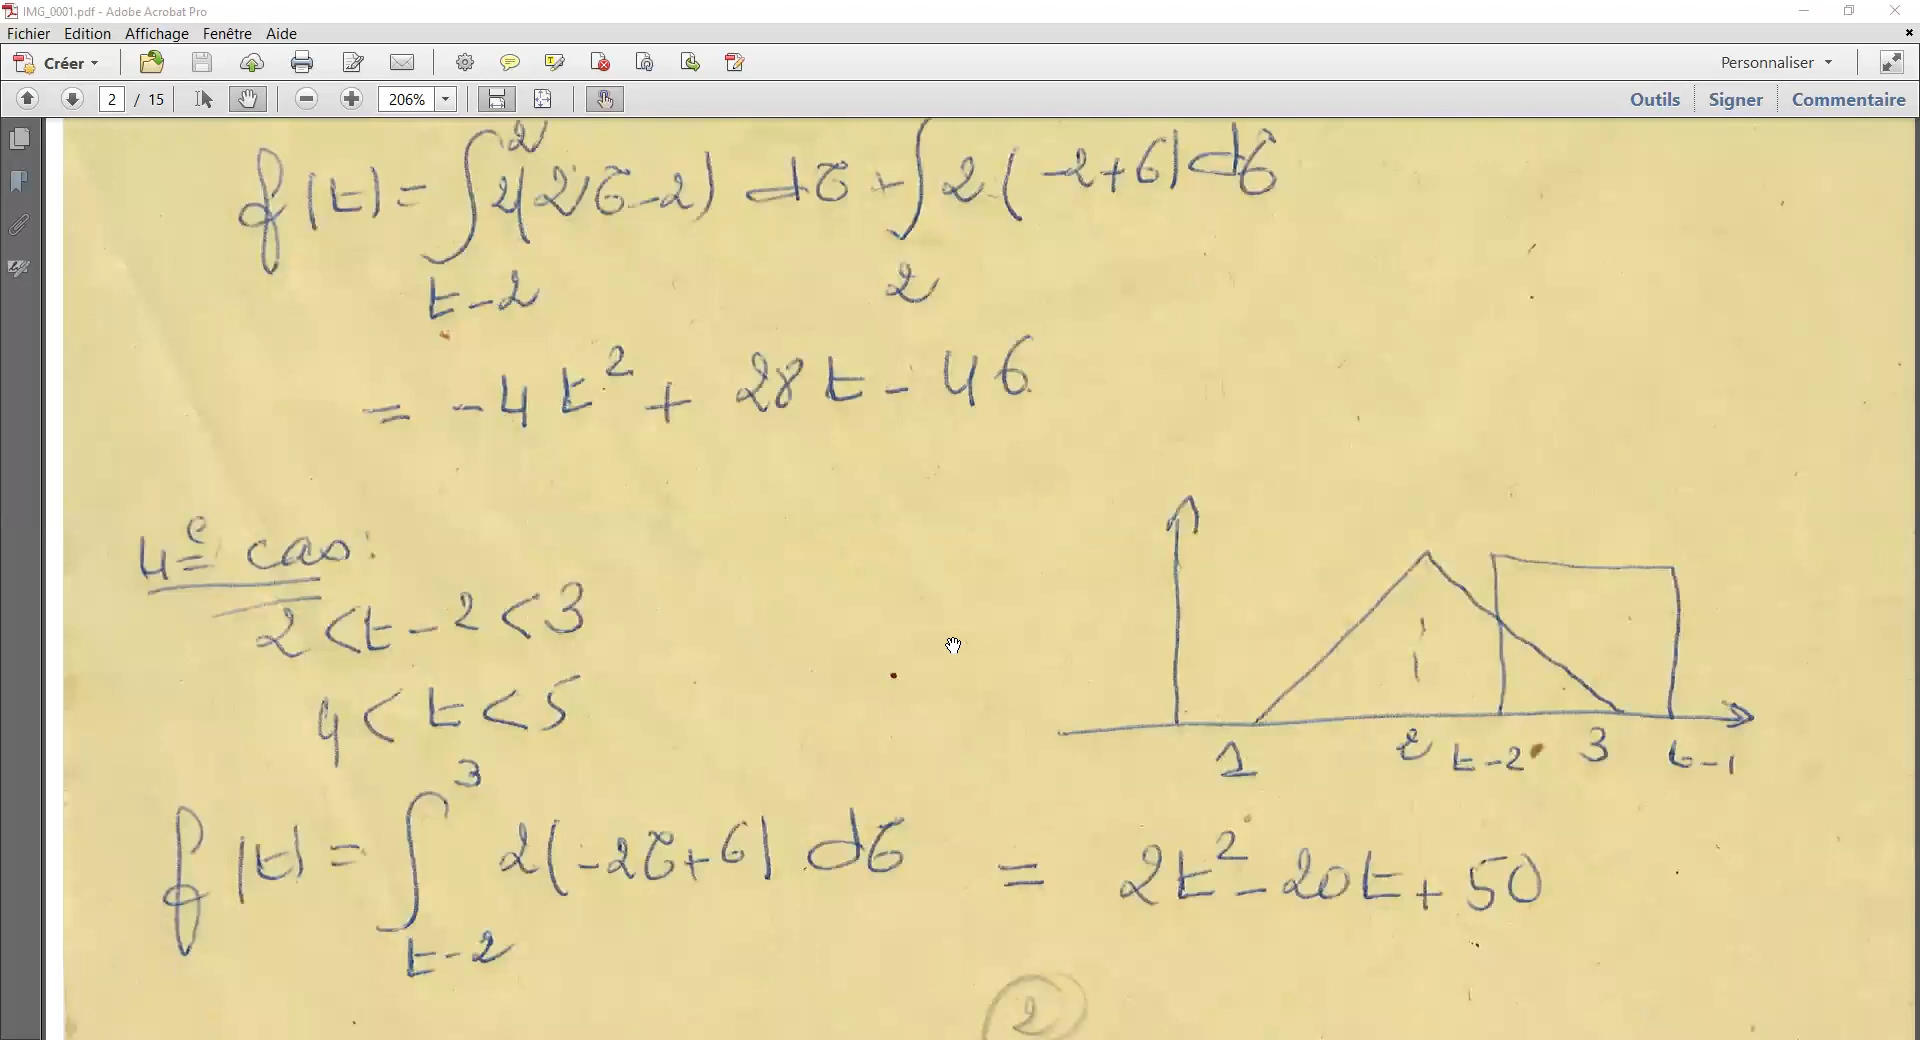 IMG_0001.pdf - Adobe Acrobat Pro
Fichier Edition Affichage Fenêtre Aide
Créer Personnaliser
2 / 15 206% Outils Signer Commentaire
f(t) = ∫ 2 t-2 2(2τ-2) dτ + ∫ 2 2(-2+6) dτ
= -4t² + 28t - 46
4e cas:
2 < t-2 < 3
4 < t < 5
1 2 t-2 3 t-1
f(t) = ∫ 3 t-2 2(-2τ+6) dτ = 2t² - 20t + 50
2